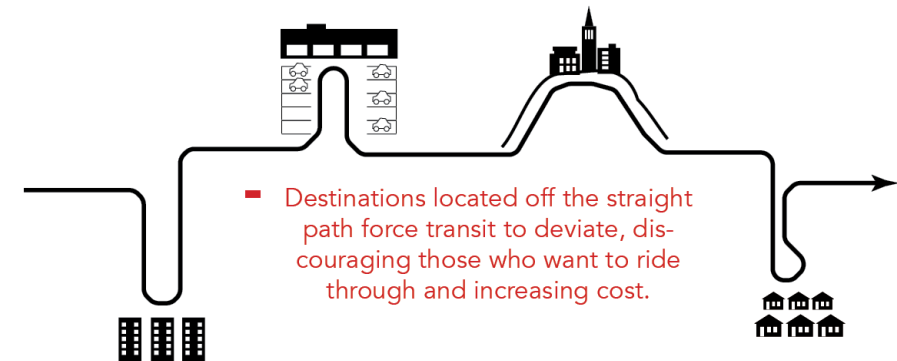 - Destinations located off the straight
path force transit to deviate, dis-
couraging those who want to ride
through and increasing cost.